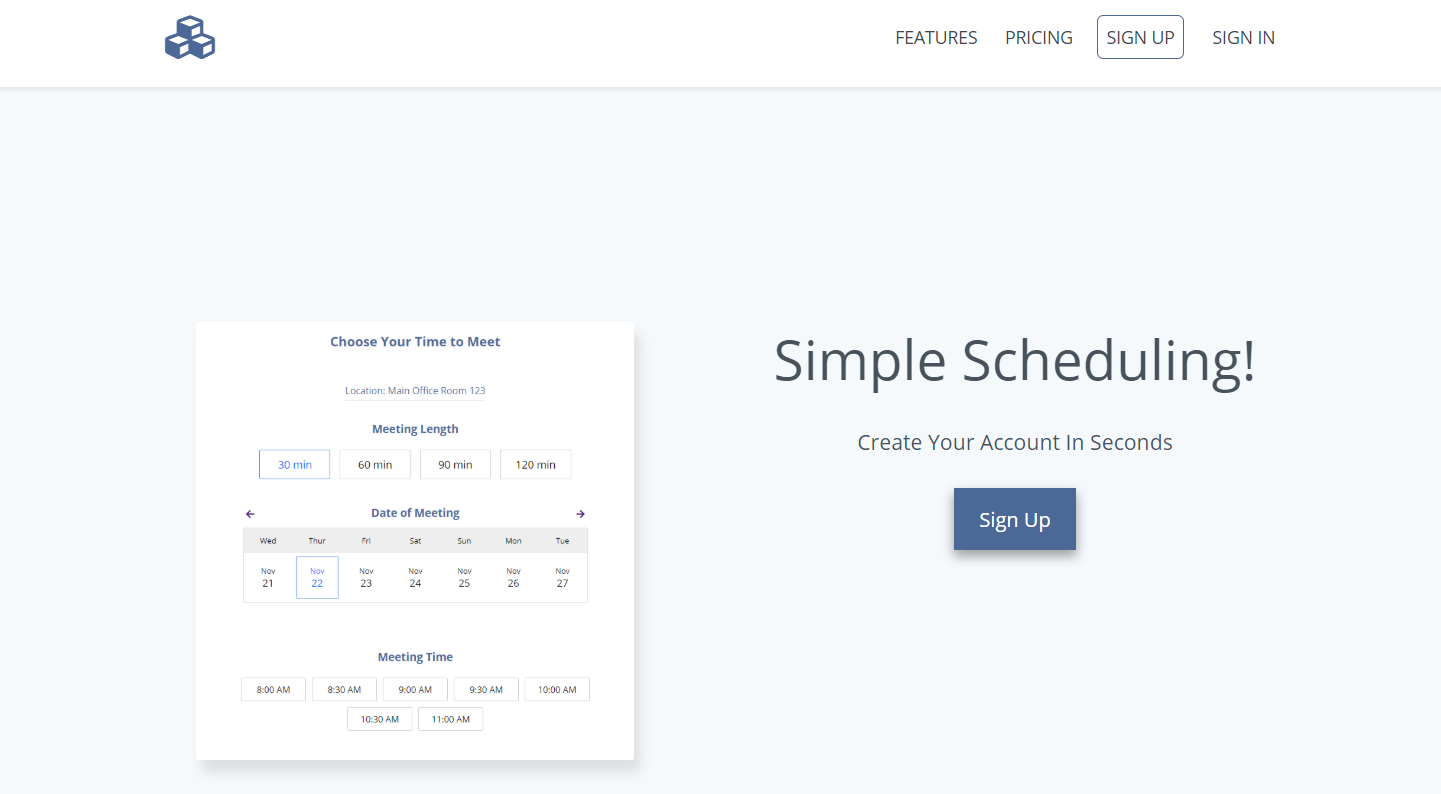 FEATURES PRICING SIGN UP SIGN IN
Choose Your Time to Meet
Location: Main Office Room 123
Meeting Length
30 min 60 min 90 min 120 min
Date of Meeting
Wed Thur Fri Sat Sun Mon Tue
Nov Nov Nov Nov Nov Nov Nov
21 22 23 24 25 26 27
Meeting Time
8:00 AM 8:30 AM 9:00 AM 9:30 AM 10:00 AM
10:30 AM 11:00 AM
Simple Scheduling!
Create Your Account In Seconds
Sign Up